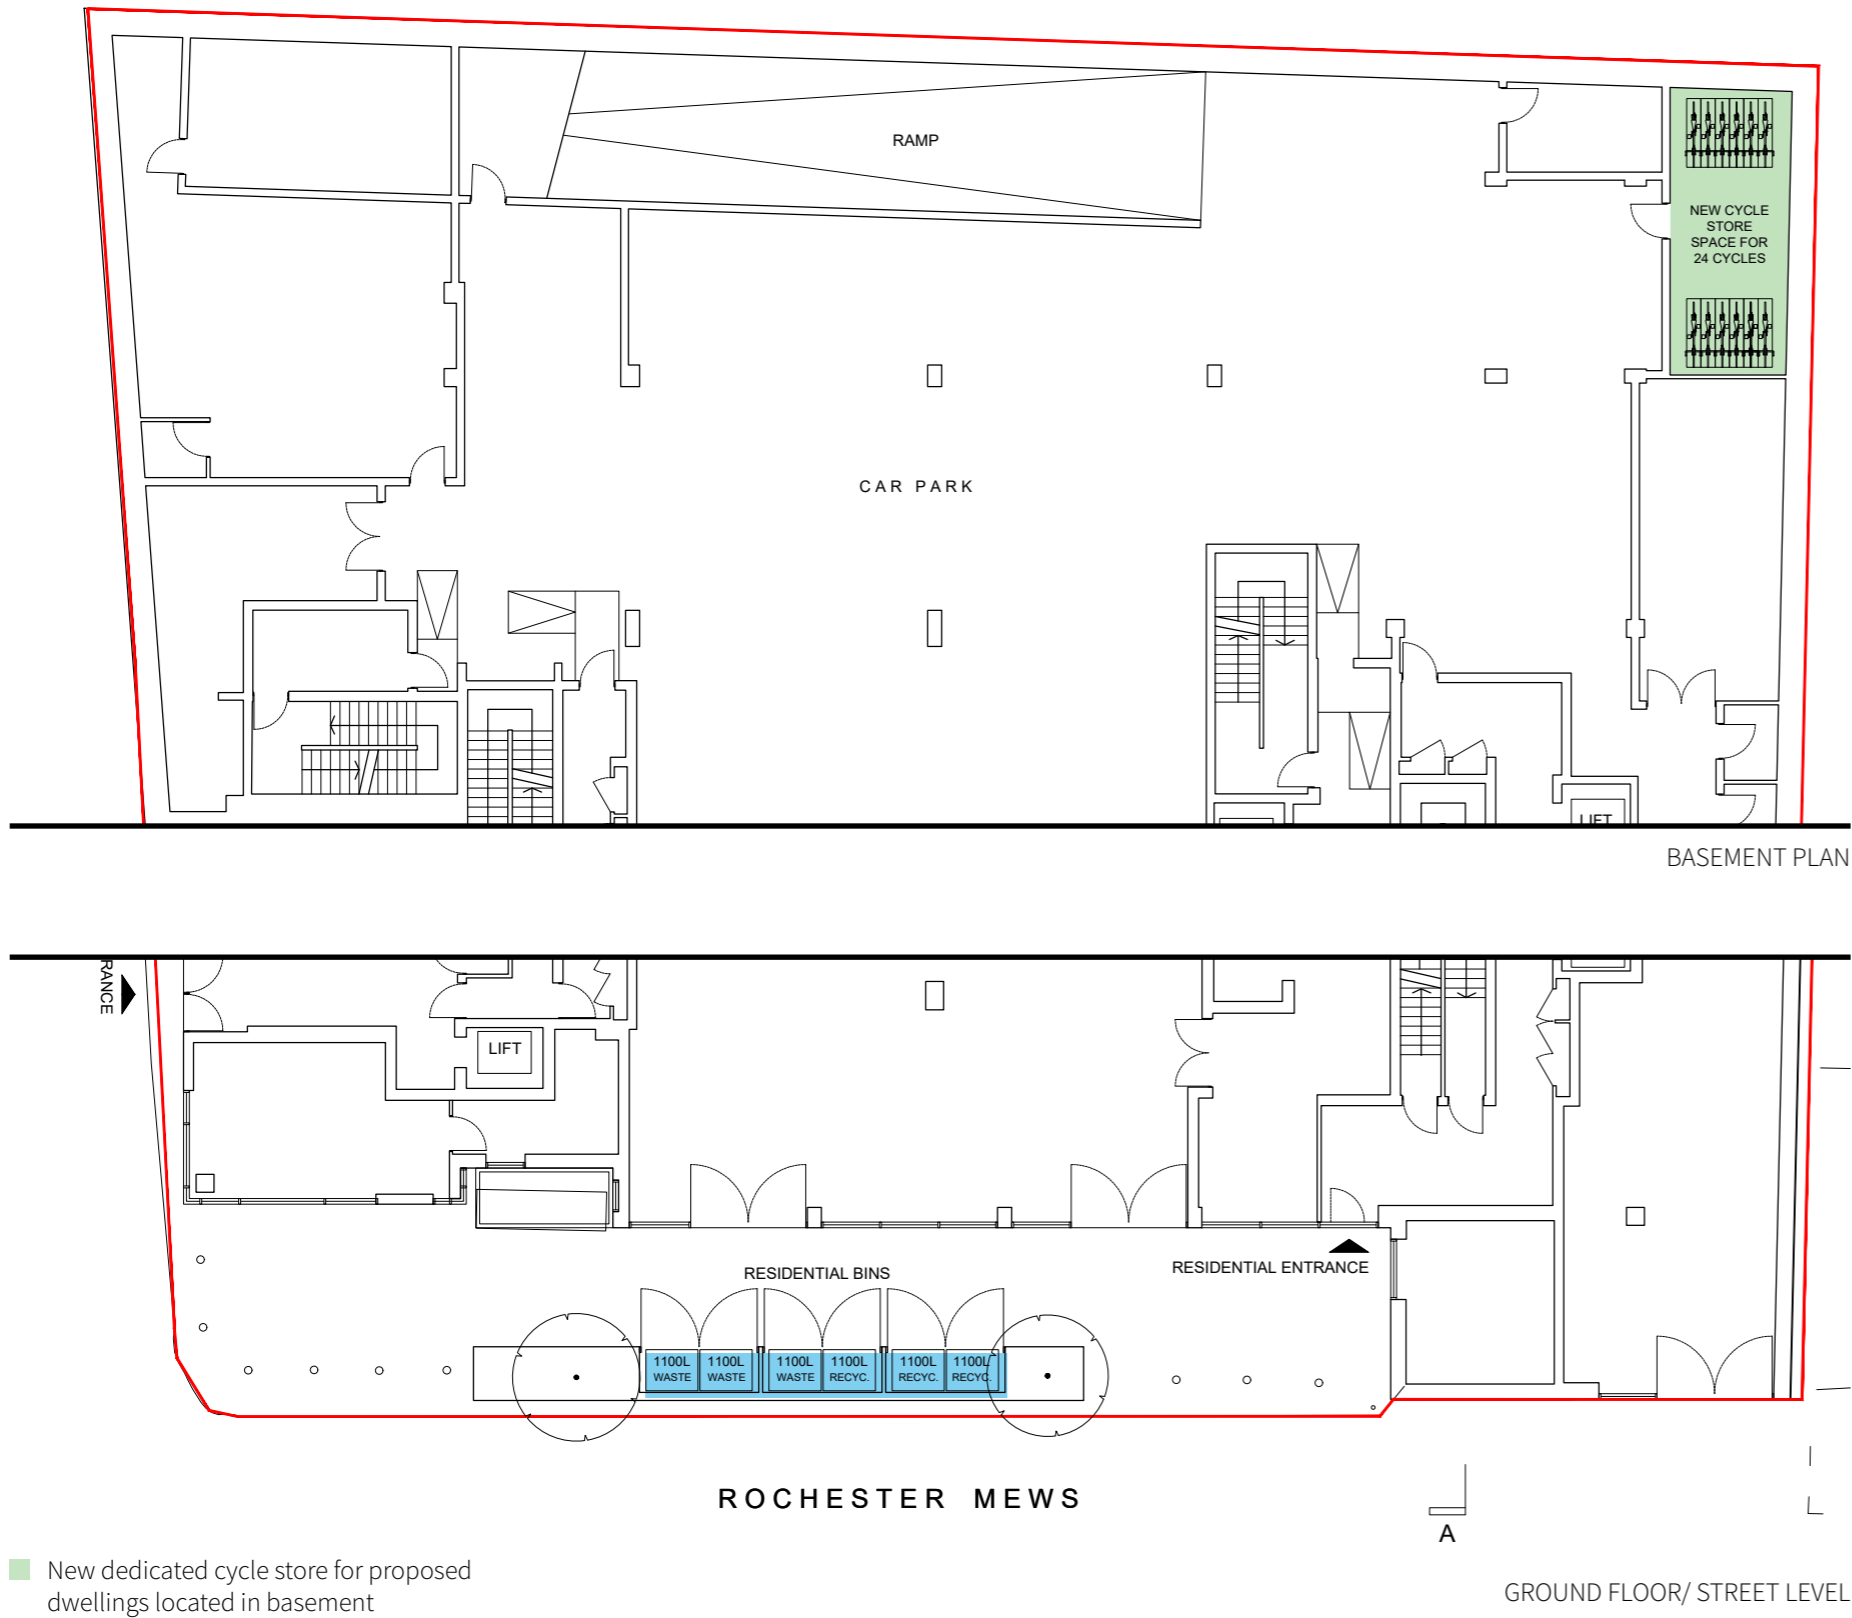 RAMP
NEW CYCLE
STORE
SPACE FOR
24 CYCLES
CAR PARK
LIFT
BASEMENT PLAN
RANCE
LIFT
RESIDENTIAL BINS
RESIDENTIAL ENTRANCE
1100L WASTE
1100L WASTE
1100L WASTE
1100L RECYC.
1100L RECYC.
1100L RECYC.
ROCHESTER MEWS
A
New dedicated cycle store for proposed
dwellings located in basement
GROUND FLOOR/ STREET LEVEL